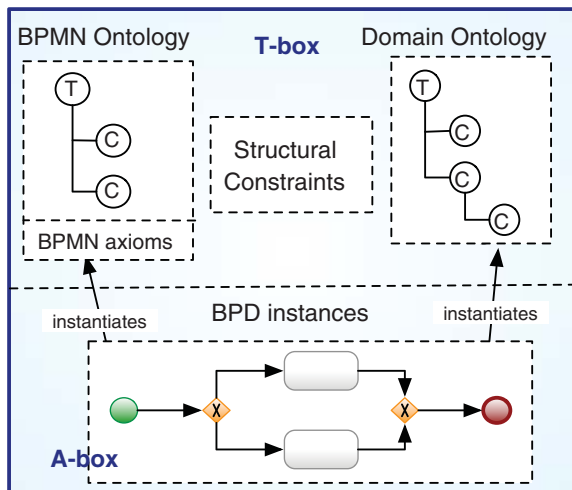 BPMN Ontology
T-box
Domain Ontology
T
C
C
BPMN axioms
Structural
Constraints
T
C
C
C
instantiates
BPD instances
instantiates
X
X
A-box